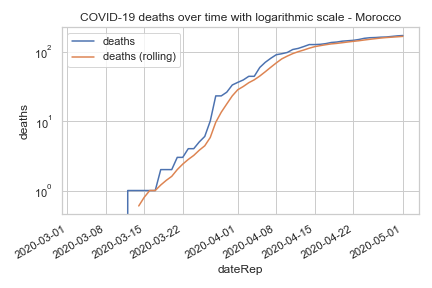 COVID-19 deaths over time with logarithmic scale - Morocco
deaths
deaths (rolling)
10²
10¹
10⁰
deaths
2020-03-01
2020-03-08
2020-03-15
2020-03-22
2020-04-01
2020-04-08
2020-04-15
2020-04-22
2020-05-01
dateRep